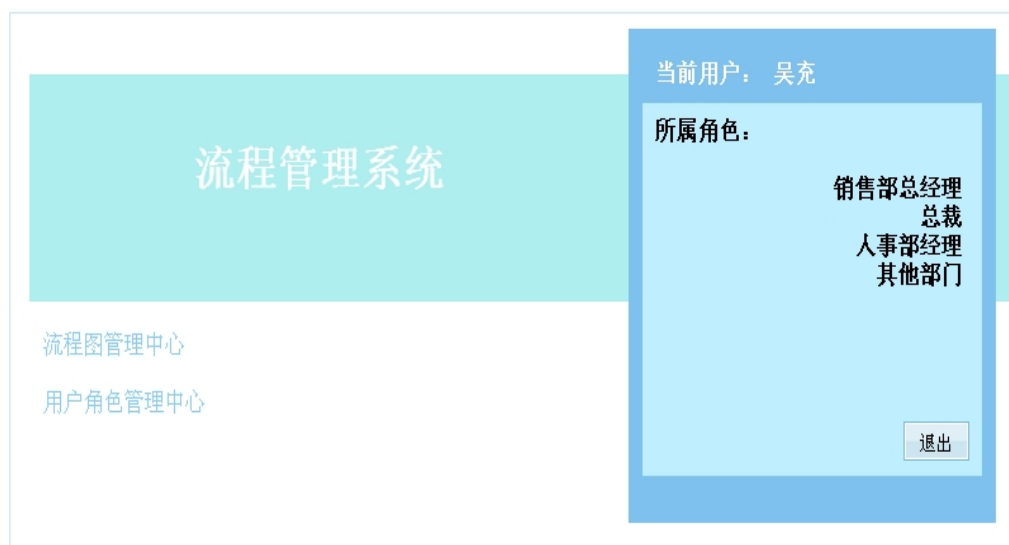 当前用户： 吴充
所属角色：
流程管理系统
销售部总经理
总裁
人事部经理
其他部门
流程图管理中心
用户角色管理中心
退出